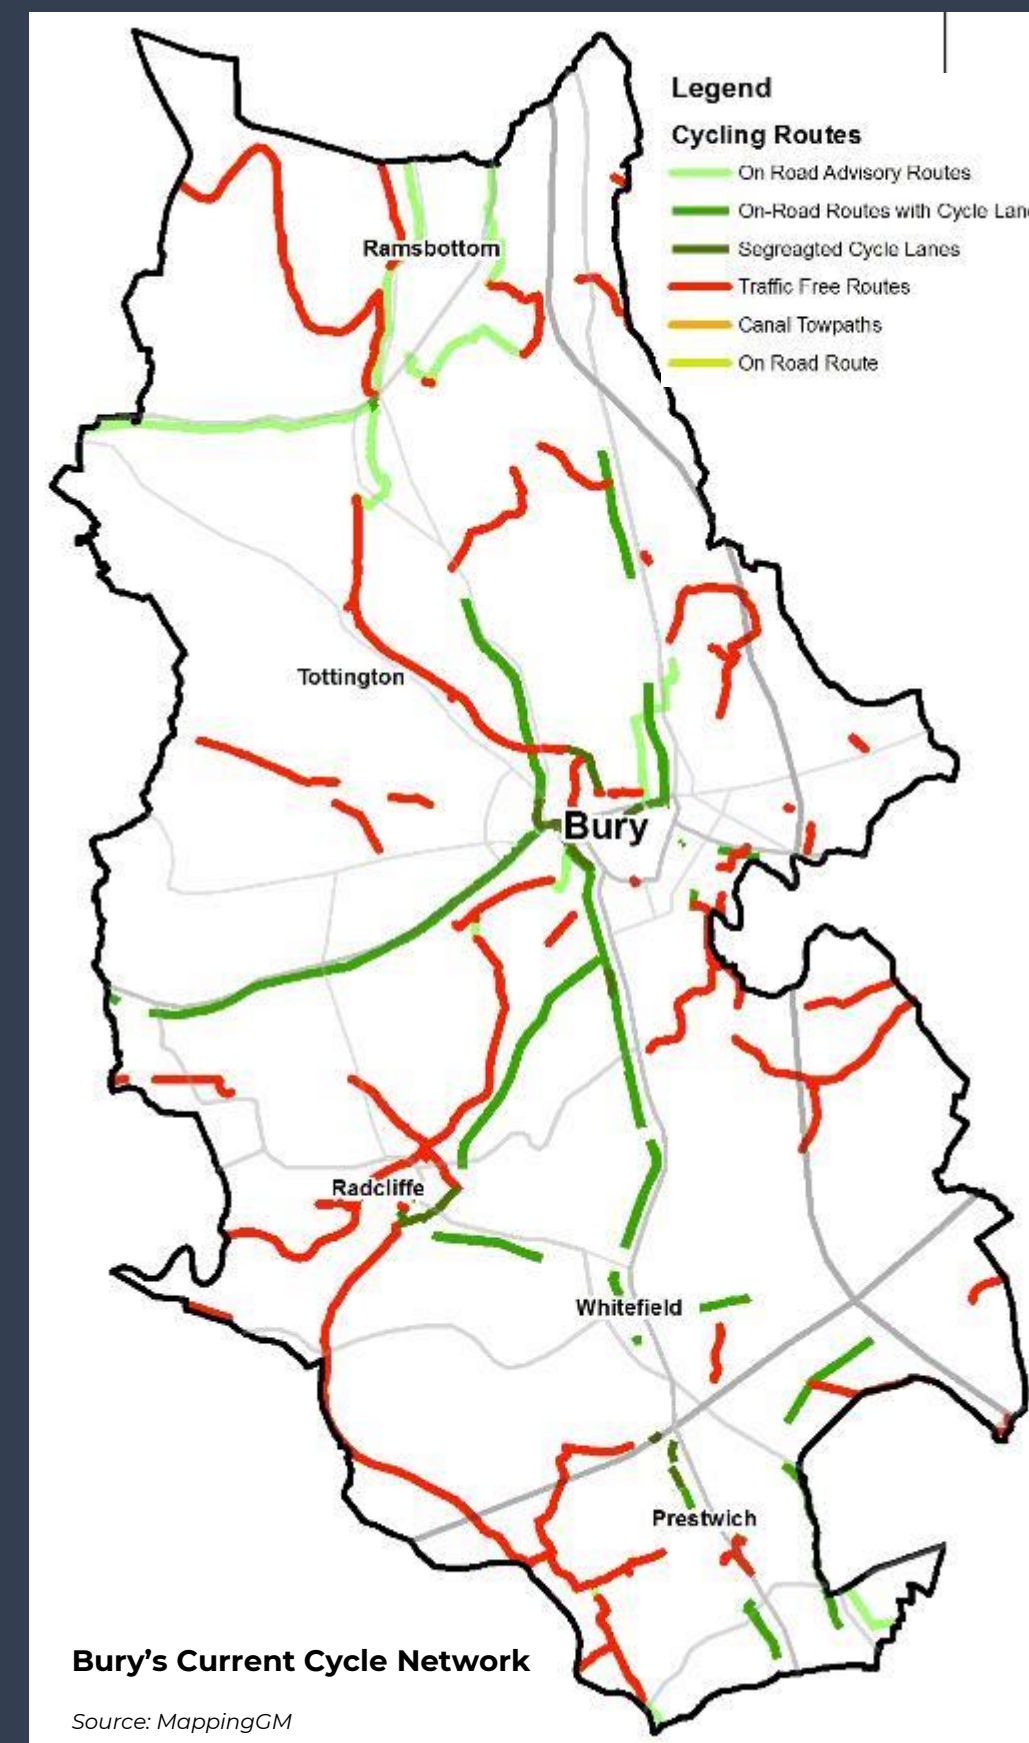 Legend
Cycling Routes
On Road Advisory Routes
On-Road Routes with Cycle Lan
Segreagted Cycle Lanes
Traffic Free Routes
Canal Towpaths
On Road Route
Ramsbottom
Tottington
Bury
Radcliffe
Whitefield
Prestwich
Bury's Current Cycle Network
Source: MappingGM